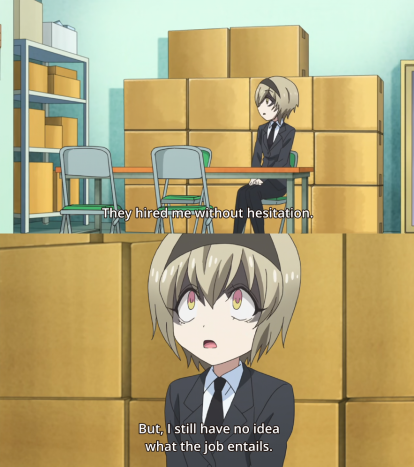 They hired me without hesitation.
But, I still have no idea
what the job entails.